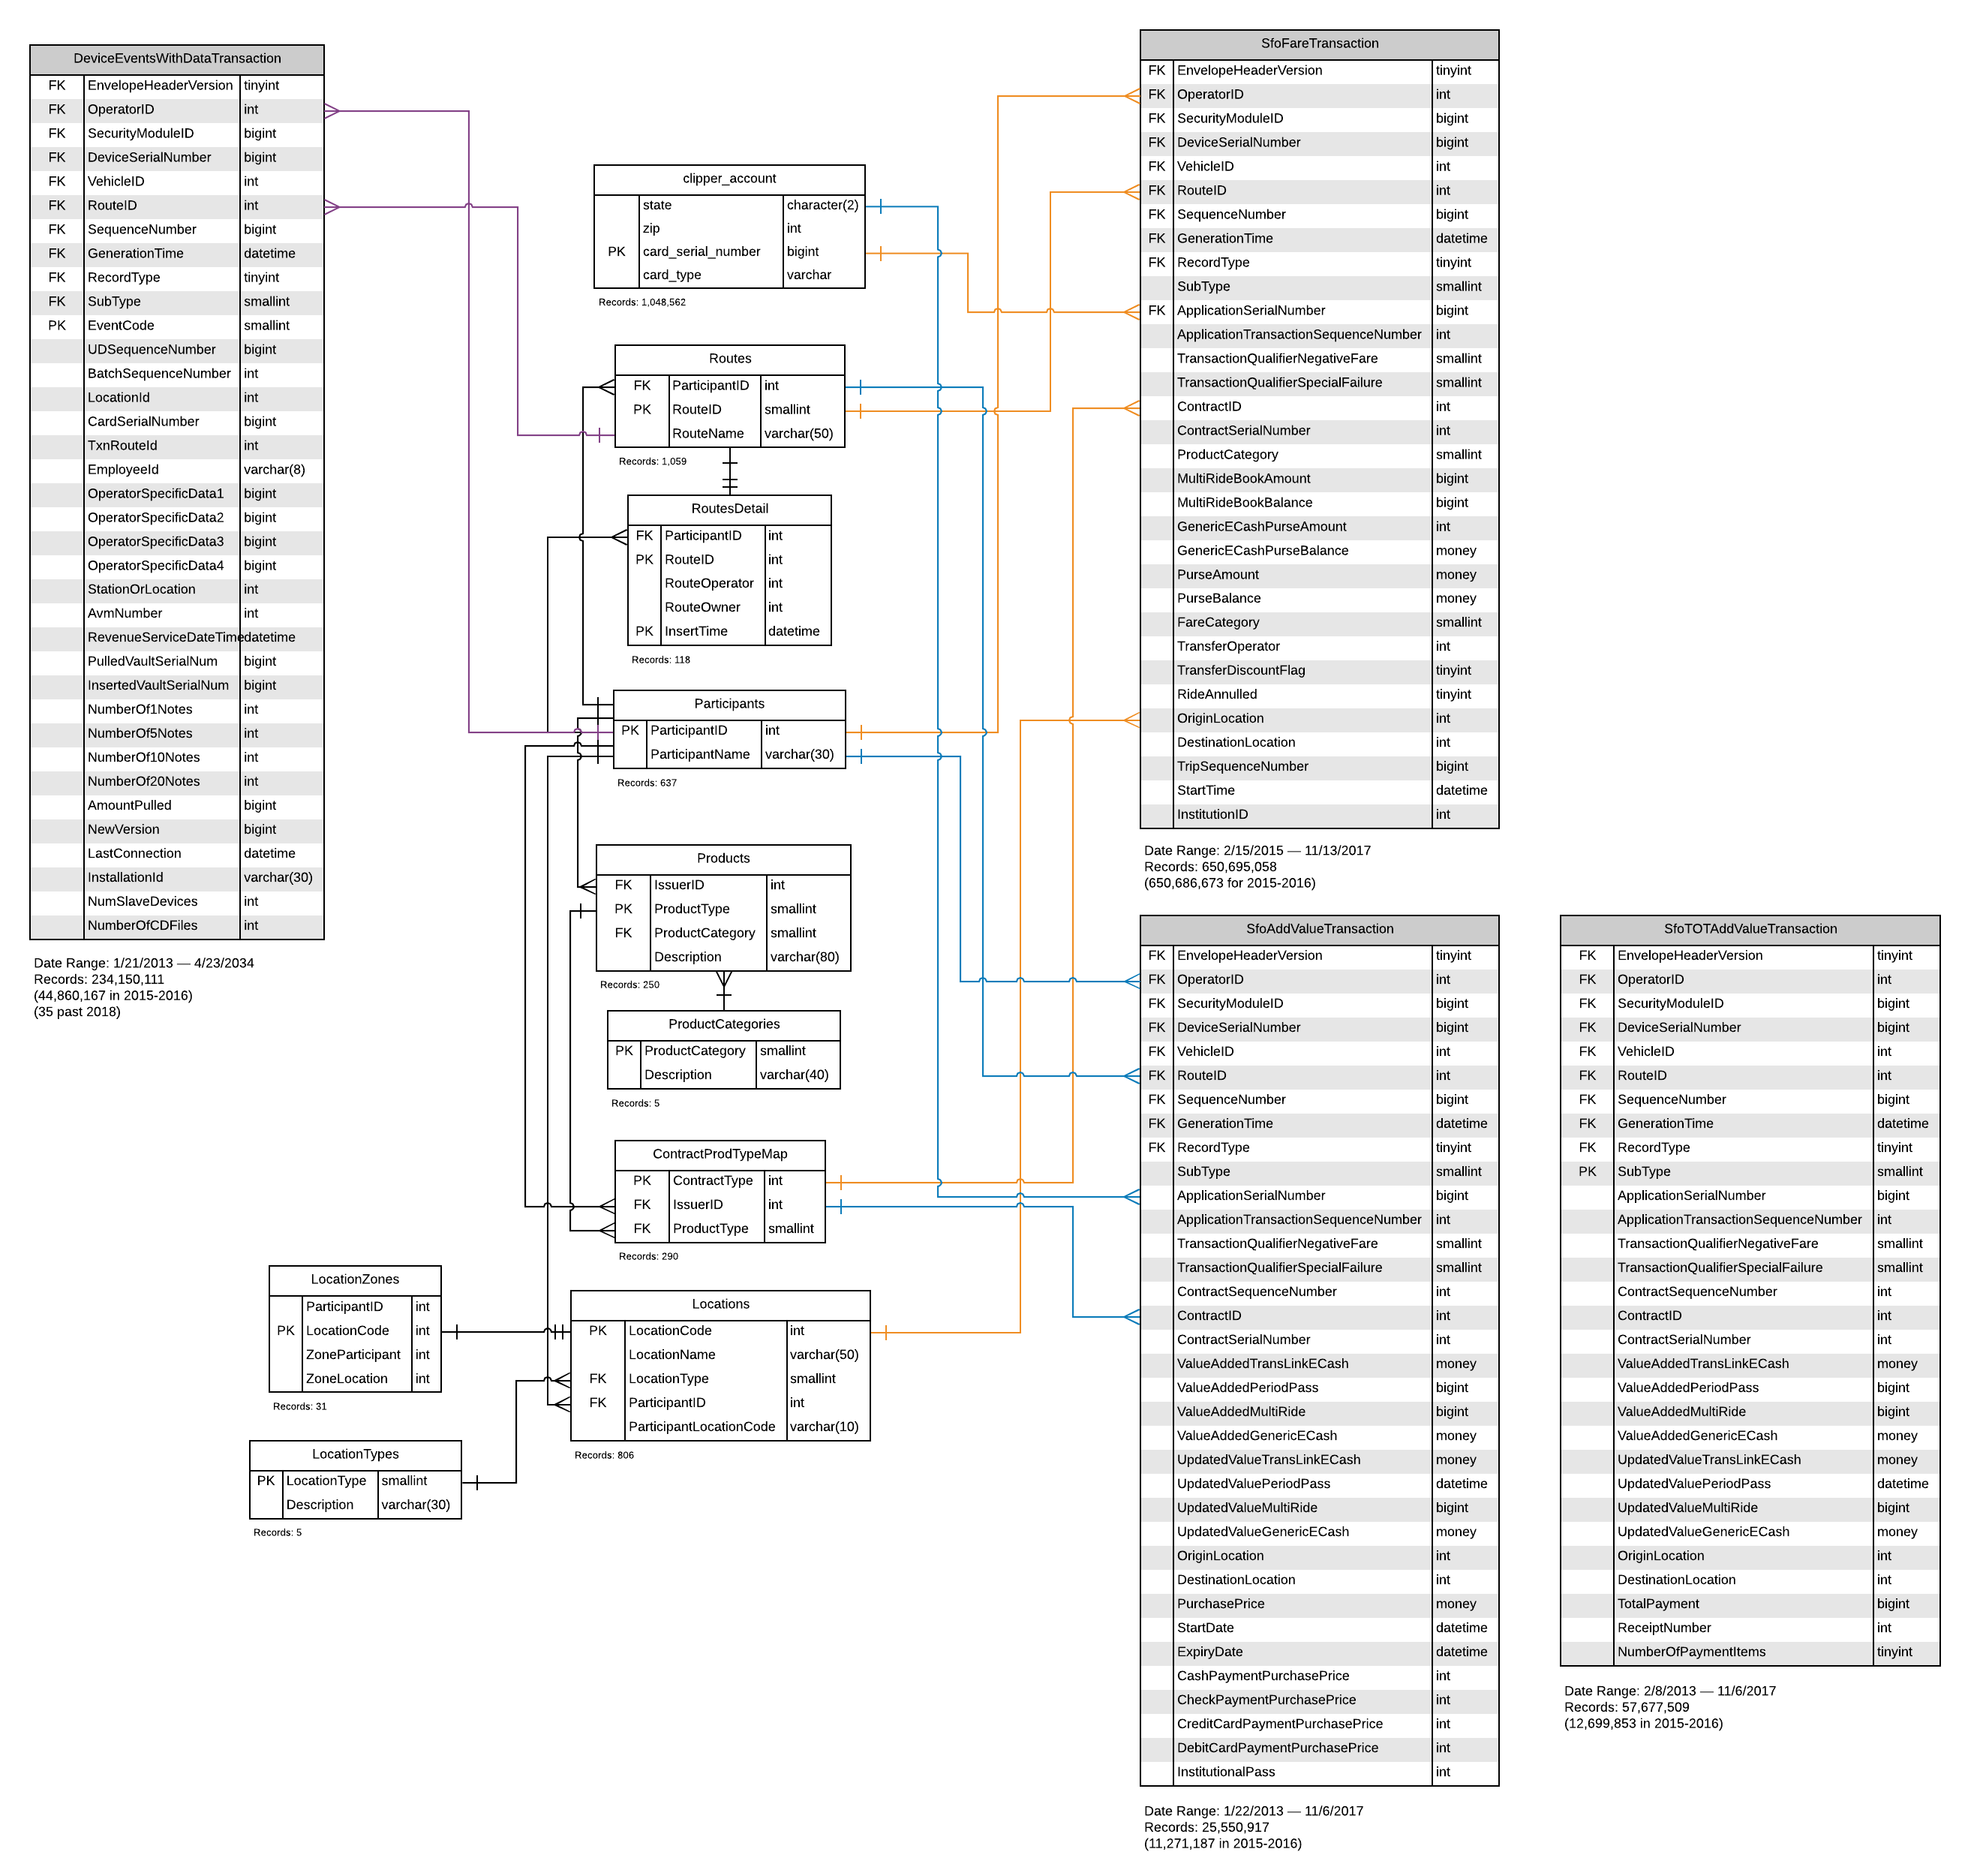 DeviceEventsWithDataTransaction
FK EnvelopeHeaderVersion tinyint
FK OperatorID int
FK SecurityModuleID bigint
FK DeviceSerialNumber bigint
FK VehicleID int
FK RouteID int
FK SequenceNumber bigint
FK GenerationTime datetime
FK RecordType tinyint
FK SubType smallint
PK EventCode smallint
UDSequenceNumber bigint
BatchSequenceNumber int
LocationId int
CardSerialNumber bigint
TxnRouteId int
EmployeeId varchar(8)
OperatorSpecificData1 bigint
OperatorSpecificData2 bigint
OperatorSpecificData3 bigint
OperatorSpecificData4 bigint
StationOrLocation int
AvmNumber int
RevenueServiceDateTime datetime
PulledVaultSerialNum bigint
InsertedVaultSerialNum bigint
NumberOf1Notes int
NumberOf5Notes int
NumberOf10Notes int
NumberOf20Notes int
AmountPulled bigint
NewVersion bigint
LastConnection datetime
InstallationId varchar(30)
NumSlaveDevices int
NumberOfCDFiles int
Date Range: 1/21/2013 — 4/23/2034
Records: 234,150,111
(44,860,167 in 2015-2016)
(35 past 2018)
clipper_account
state character(2)
zip int
PK card_serial_number bigint
card_type varchar
Records: 1,048,562
Routes
FK ParticipantID int
PK RouteID smallint
RouteName varchar(50)
Records: 1,059
RoutesDetail
FK ParticipantID int
PK RouteID int
RouteOperator int
RouteOwner int
PK InsertTime datetime
Records: 118
Participants
PK ParticipantID int
ParticipantName varchar(30)
Records: 637
Products
FK IssuerID int
PK ProductType smallint
FK ProductCategory smallint
Description varchar(80)
Records: 250
ProductCategories
PK ProductCategory smallint
Description varchar(40)
Records: 5
ContractProdTypeMap
PK ContractType int
FK IssuerID int
FK ProductType smallint
Records: 290
LocationZones
ParticipantID int
PK LocationCode int
ZoneParticipant int
ZoneLocation int
Records: 31
Locations
PK LocationCode int
LocationName varchar(50)
FK LocationType smallint
FK ParticipantID int
ParticipantLocationCode varchar(10)
Records: 806
LocationTypes
PK LocationType smallint
Description varchar(30)
Records: 5
SfoFareTransaction
FK EnvelopeHeaderVersion tinyint
FK OperatorID int
FK SecurityModuleID bigint
FK DeviceSerialNumber bigint
FK VehicleID int
FK RouteID int
FK SequenceNumber bigint
FK GenerationTime datetime
FK RecordType tinyint
SubType smallint
FK ApplicationSerialNumber bigint
ApplicationTransactionSequenceNumber int
TransactionQualifierNegativeFare smallint
TransactionQualifierSpecialFailure smallint
ContractID int
ContractSerialNumber int
ProductCategory smallint
MultiRideBookAmount bigint
MultiRideBookBalance bigint
GenericECashPurseAmount int
GenericECashPurseBalance money
PurseAmount money
PurseBalance money
FareCategory smallint
TransferOperator int
TransferDiscountFlag tinyint
RideAnnulled tinyint
OriginLocation int
DestinationLocation int
TripSequenceNumber bigint
StartTime datetime
InstitutionID int
Date Range: 2/15/2015 — 11/13/2017
Records: 650,695,058
(650,686,673 for 2015-2016)
SfoAddValueTransaction
FK EnvelopeHeaderVersion tinyint
FK OperatorID int
FK SecurityModuleID bigint
FK DeviceSerialNumber bigint
FK VehicleID int
FK RouteID int
FK SequenceNumber bigint
FK GenerationTime datetime
FK RecordType tinyint
SubType smallint
ApplicationSerialNumber bigint
ApplicationTransactionSequenceNumber int
TransactionQualifierNegativeFare smallint
TransactionQualifierSpecialFailure smallint
ContractSequenceNumber int
ContractID int
ContractSerialNumber int
ValueAddedTransLinkECash money
ValueAddedPeriodPass bigint
ValueAddedMultiRide bigint
ValueAddedGenericECash money
UpdatedValueTransLinkECash money
UpdatedValuePeriodPass datetime
UpdatedValueMultiRide bigint
UpdatedValueGenericECash money
OriginLocation int
DestinationLocation int
PurchasePrice money
StartDate datetime
ExpiryDate datetime
CashPaymentPurchasePrice int
CheckPaymentPurchasePrice int
CreditCardPaymentPurchasePrice int
DebitCardPaymentPurchasePrice int
InstitutionalPass int
Date Range: 1/22/2013 — 11/6/2017
Records: 25,550,917
(11,271,187 in 2015-2016)
SfoTOTAddValueTransaction
FK EnvelopeHeaderVersion tinyint
FK OperatorID int
FK SecurityModuleID bigint
FK DeviceSerialNumber bigint
FK VehicleID int
FK RouteID int
FK SequenceNumber bigint
FK GenerationTime datetime
FK RecordType tinyint
PK SubType smallint
ApplicationSerialNumber bigint
ApplicationTransactionSequenceNumber int
TransactionQualifierNegativeFare smallint
TransactionQualifierSpecialFailure smallint
ContractSequenceNumber int
ContractID int
ContractSerialNumber int
ValueAddedTransLinkECash money
ValueAddedPeriodPass bigint
ValueAddedMultiRide bigint
ValueAddedGenericECash money
UpdatedValueTransLinkECash money
UpdatedValuePeriodPass datetime
UpdatedValueMultiRide bigint
UpdatedValueGenericECash money
OriginLocation int
DestinationLocation int
TotalPayment bigint
ReceiptNumber int
NumberOfPaymentItems tinyint
Date Range: 2/8/2013 — 11/6/2017
Records: 57,677,509
(12,699,853 in 2015-2016)